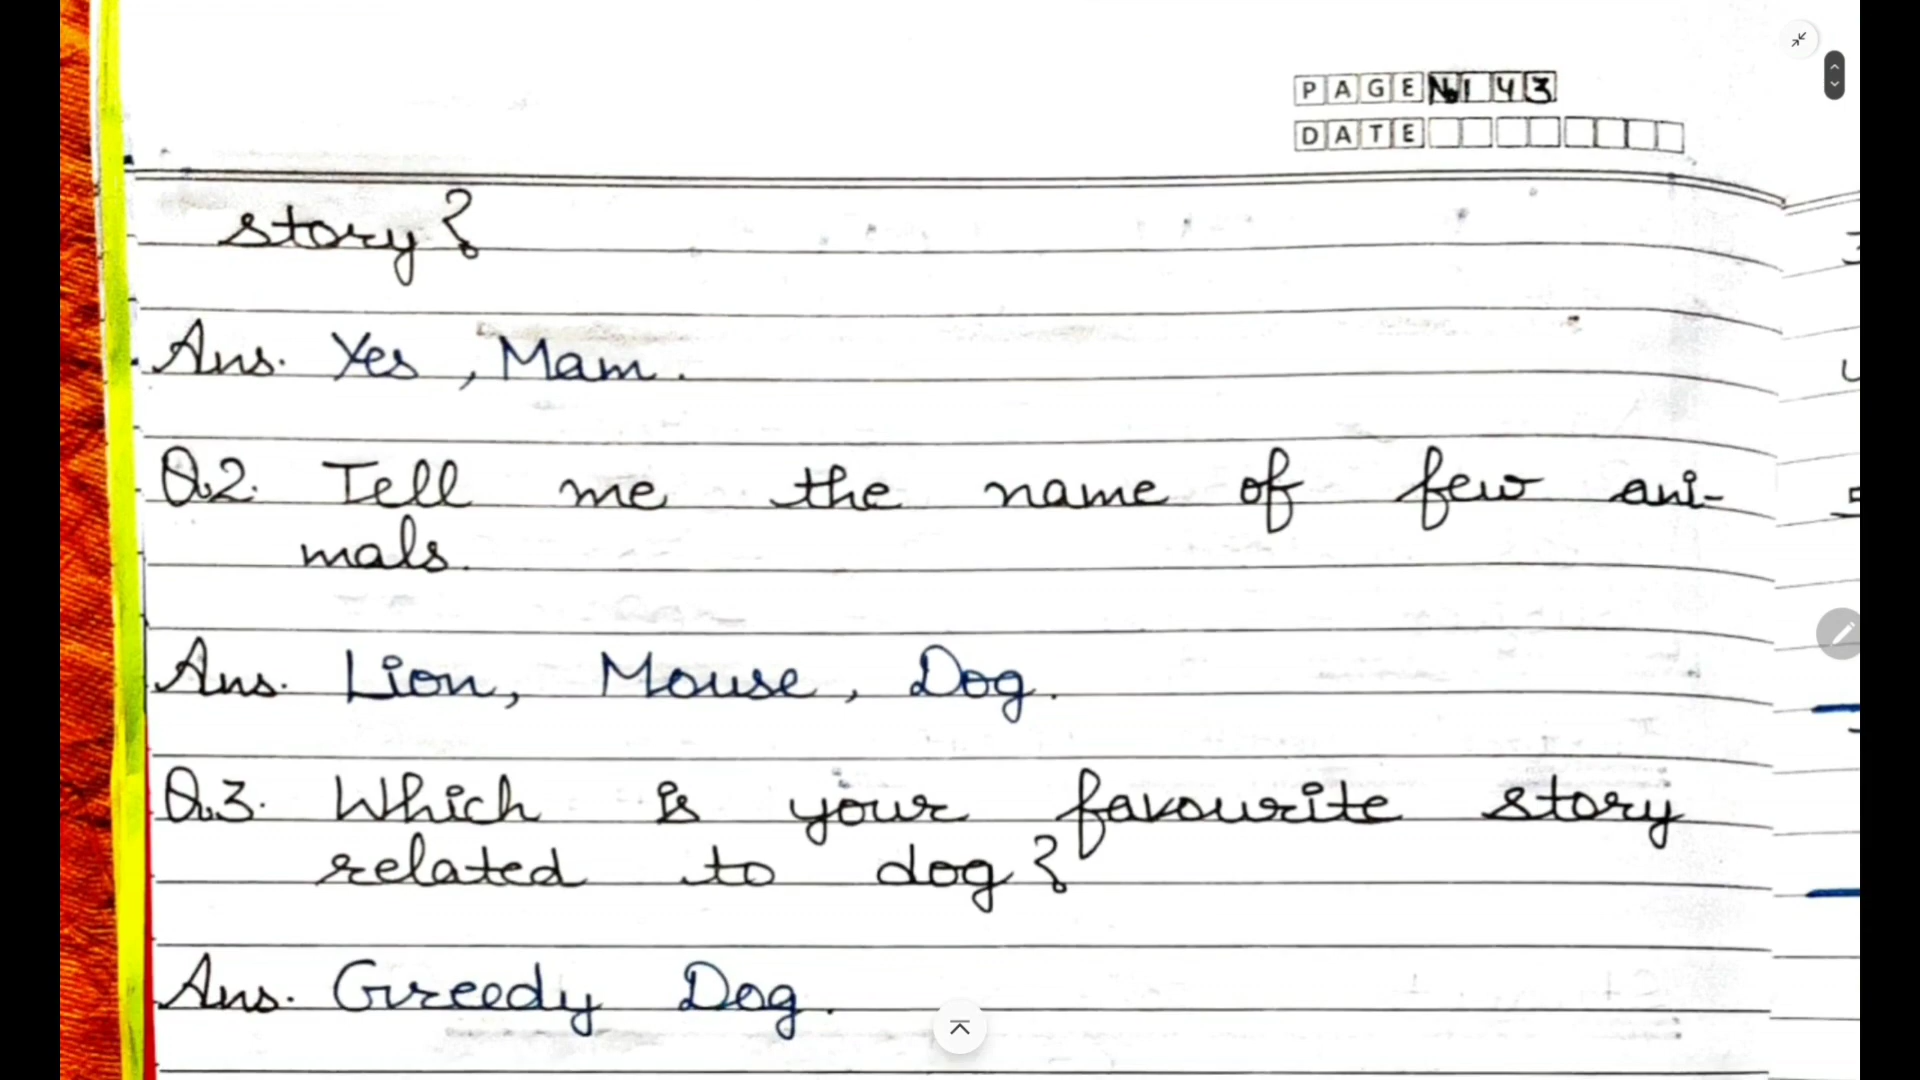 PAGE No 143
DATE
story?
Ans. Yes, Mam.
Q.2. Tell me the name of few ani-
mals.
Ans. Lion, Mouse, Dog.
Q.3. Which is your favourite story
related to dog?
Ans. Greedy Dog.